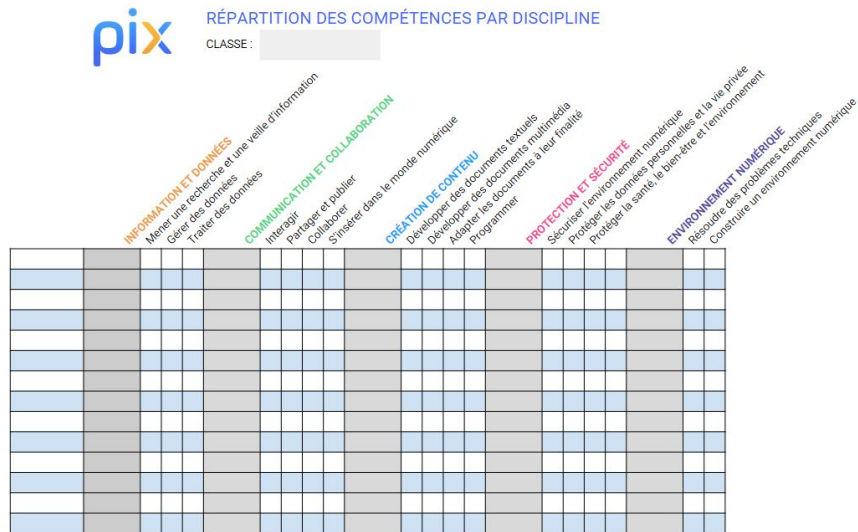 pix
RÉPARTITION DES COMPÉTENCES PAR DISCIPLINE
CLASSE :
INFORMATION ET DONNÉES
Mener une recherche et une veille d'information
Gérer des données
Traiter des données
COMMUNICATION ET COLLABORATION
Interagir
Partager et publier
Collaborer
S'insérer dans le monde numérique
CRÉATION DE CONTENU
Développer des documents textuels
Développer des documents multimédia
Adapter les documents à leur finalité
Programmer
PROTECTION ET SÉCURITÉ
Sécuriser l'environnement numérique
Protéger les données personnelles et la vie privée
Protéger la santé, le bien-être et l'environnement
ENVIRONNEMENT NUMÉRIQUE
Résoudre des problèmes techniques
Construire un environnement numérique